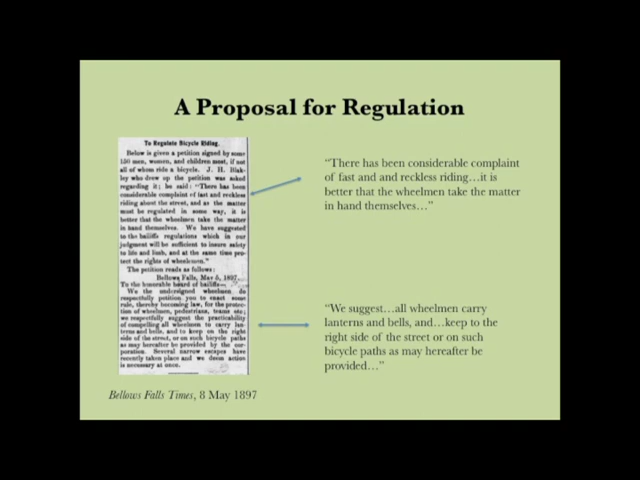 A Proposal for Regulation
To Regulate Bicycle Riding.
Below is given a petition signed by some
150 men, women, and children most, if not
all of whom ride a bicycle. J. H. Blak-
ley who drew up the petition was asked
regarding it; he said: "There has been
considerable complaint of fast and reckless
riding about the street, and as the matter
must be regulated in some way, it is
better that the wheelmen take the matter
in hand themselves. We have suggested
to the bailiffs regulations which in our
judgment will be sufficient to insure safety
to life and limb, and at the same time pro-
tect the rights of wheelmen."
The petition reads as follows:
Bellows Falls, May 5, 1897.
To the honorable board of bailiffs—
We the undersigned wheelmen do
respectfully petition you to enact some
rule, thereby becoming law, for the protec-
tion of wheelmen, pedestrians, teams etc;
we respectfully suggest the practicability
of compelling all wheelmen to carry lan-
terns and bells, and to keep on the right
side of the street, or on such bicycle paths
as may hereafter be provided by the cor-
poration. Several narrow escapes have
recently taken place and we deem action
is necessary at once.
“There has been considerable complaint
of fast and and reckless riding…it is
better that the wheelmen take the matter
in hand themselves…”
“We suggest…all wheelmen carry
lanterns and bells, and…keep to the
right side of the street or on such
bicycle paths as may hereafter be
provided…”
Bellows Falls Times, 8 May 1897